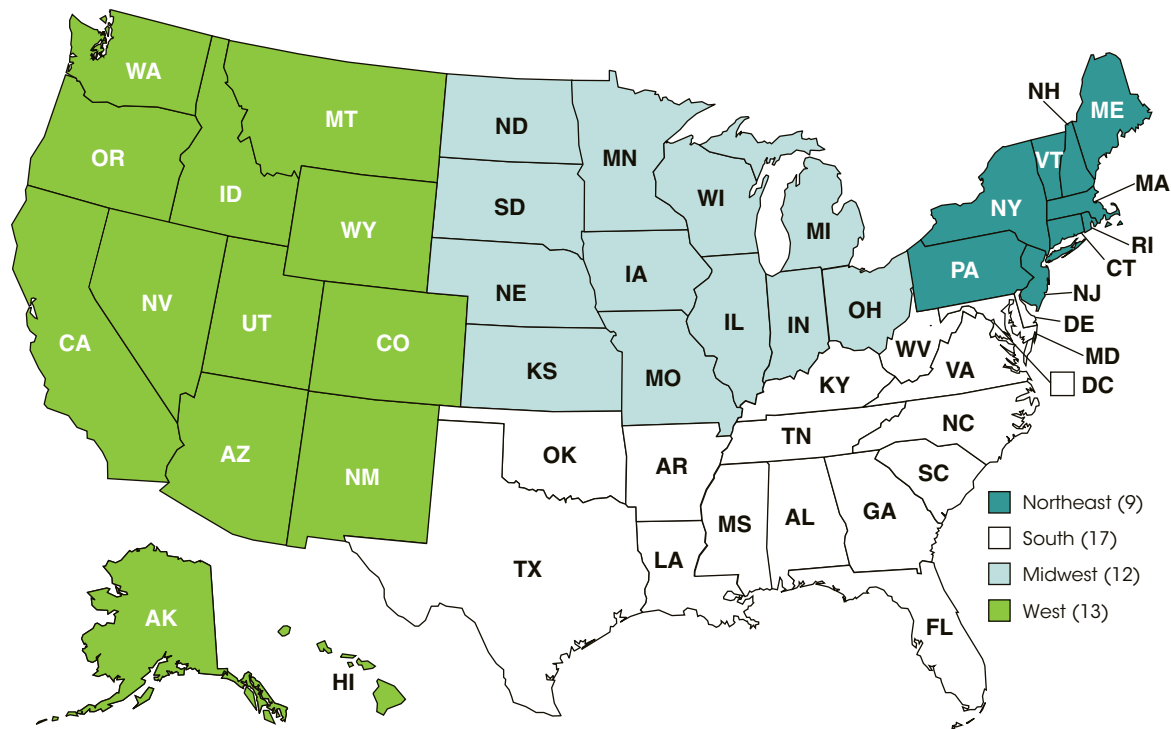 WA
MT
ND
MN
NH
ME
OR
ID
VT
MA
SD
WI
NY
WY
MI
RI
IA
CT
PA
NE
NV
NJ
UT
IL
IN
OH
DE
CA
CO
WV
MD
KS
MO
KY
VA
DC
TN
NC
AZ
OK
AR
SC
NM
MS
AL
GA
Northeast (9)
South (17)
LA
TX
Midwest (12)
West (13)
AK
FL
HI